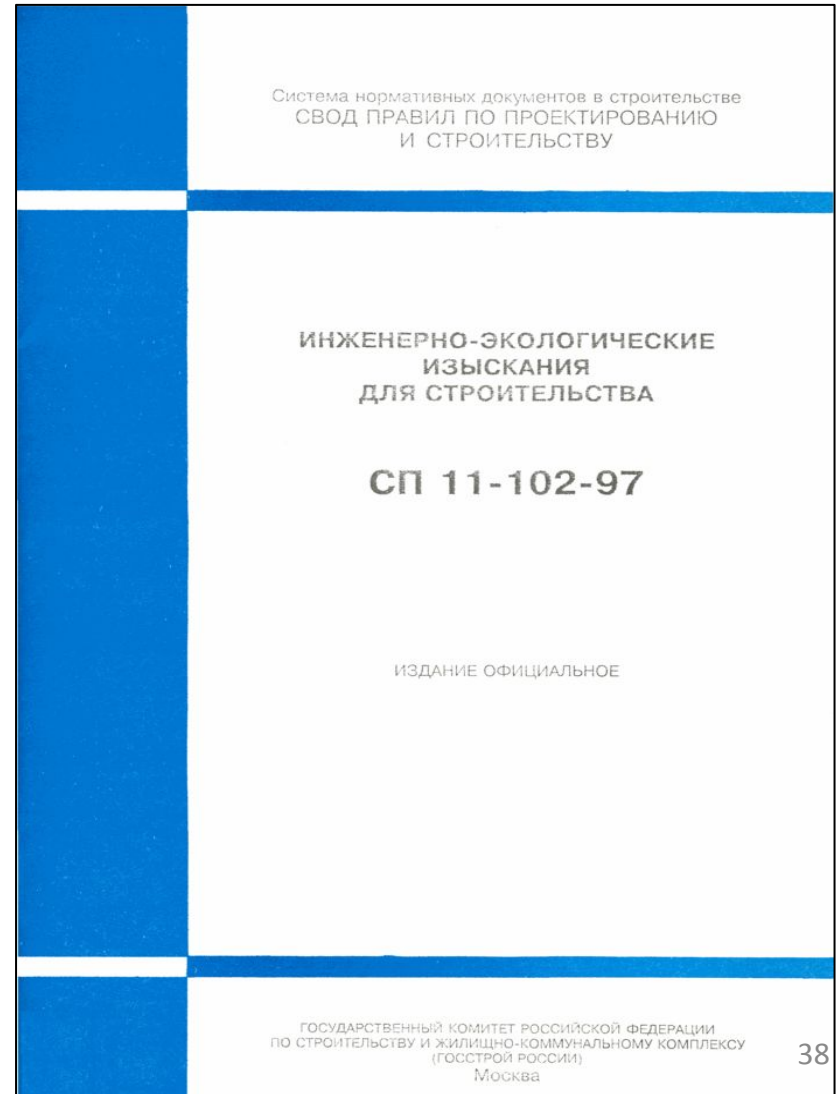 Система нормативных документов в строительстве
СВОД ПРАВИЛ ПО ПРОЕКТИРОВАНИЮ
И СТРОИТЕЛЬСТВУ
ИНЖЕНЕРНО-ЭКОЛОГИЧЕСКИЕ
ИЗЫСКАНИЯ
ДЛЯ СТРОИТЕЛЬСТВА
СП 11-102-97
ИЗДАНИЕ ОФИЦИАЛЬНОЕ
ГОСУДАРСТВЕННЫЙ КОМИТЕТ РОССИЙСКОЙ ФЕДЕРАЦИИ
ПО СТРОИТЕЛЬСТВУ И ЖИЛИЩНО-КОММУНАЛЬНОМУ КОМПЛЕКСУ
(ГОССТРОЙ РОССИИ)
Москва
38